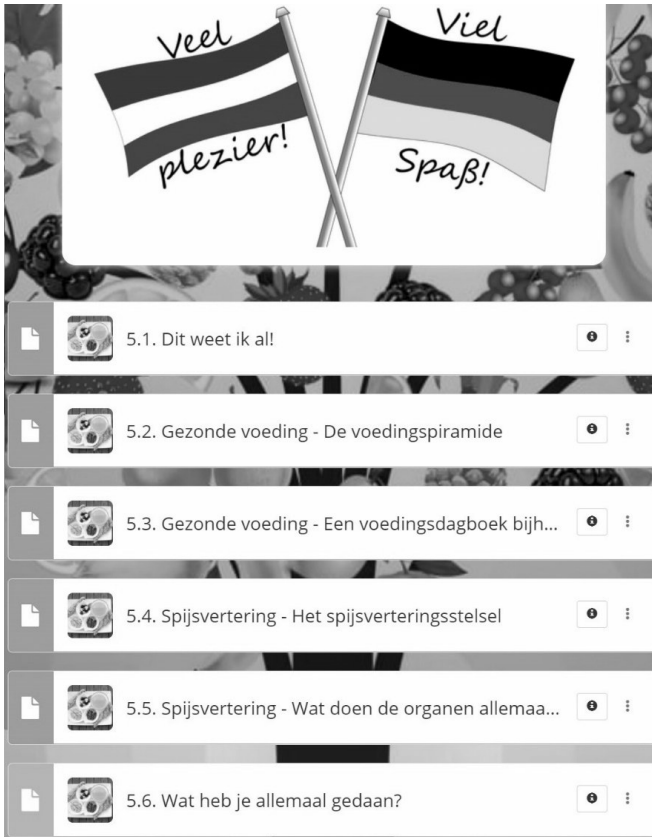 Veel
plezier!
Viel
Spaß!
5.1. Dit weet ik al!
5.2. Gezonde voeding - De voedingspiramide
5.3. Gezonde voeding - Een voedingsdagboek bijh...
5.4. Spijsvertering - Het spijsverteringsstelsel
5.5. Spijsvertering - Wat doen de organen allemaa...
5.6. Wat heb je allemaal gedaan?